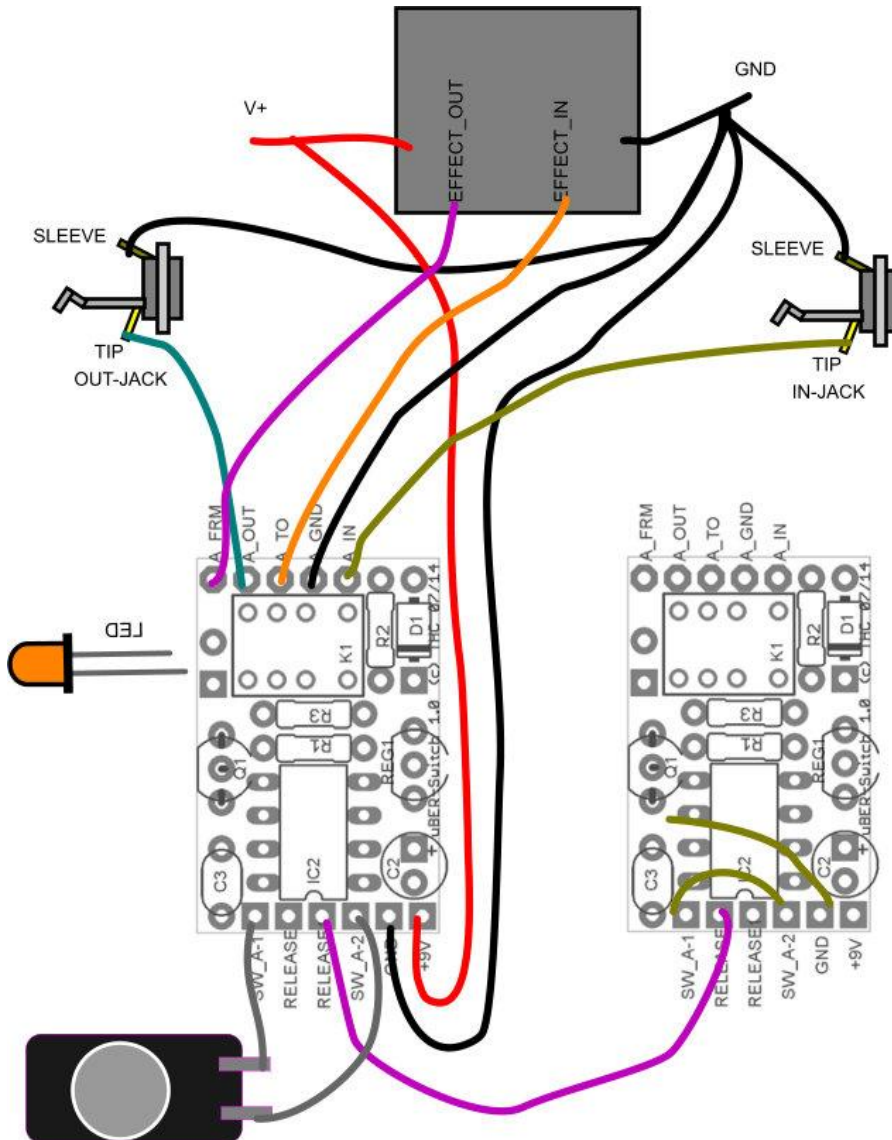 V+
GND
EFFECT_OUT
EFFECT_IN
SLEEVE
TIP
OUT-JACK
SLEEVE
TIP
IN-JACK
A_FRM
A_OUT
A_TO
A_GND
A_IN
LED
K1
R2
D1
R3
R1
Q1
REG1
IC2
C3
C2
+ uBER-Switch 1.0 (c) THC 07/14
SW_A-1
RELEASE
RELEASE
SW_A-2
GND
+9V
A_FRM
A_OUT
A_TO
A_GND
A_IN
K1
R2
D1
R3
R1
Q1
REG1
IC2
C3
C2
+ uBER-Switch 1.0 (c) THC 07/14
SW_A-1
RELEASE
RELEASE
SW_A-2
GND
+9V